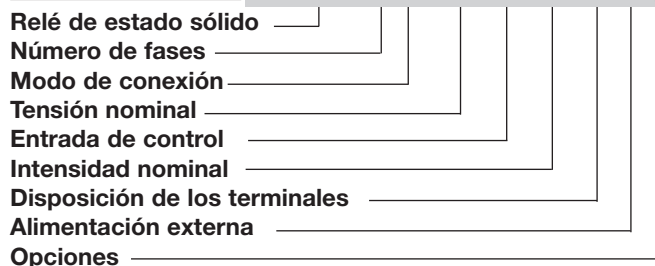 Relé de estado sólido
Número de fases
Modo de conexión
Tensión nominal
Entrada de control
Intensidad nominal
Disposición de los terminales
Alimentación externa
Opciones